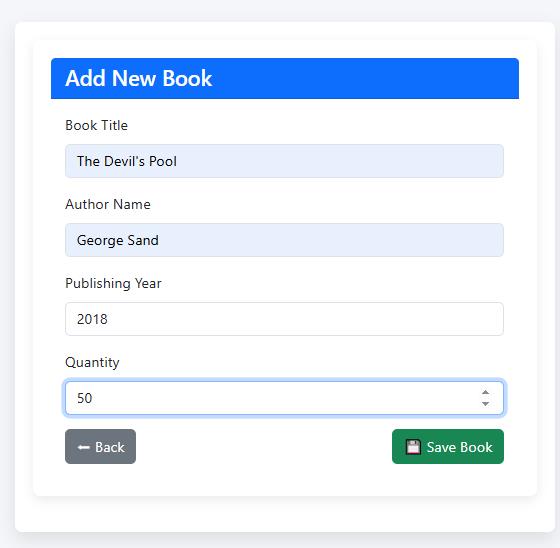 Add New Book
Book Title
The Devil's Pool
Author Name
George Sand
Publishing Year
2018
Quantity
50
← Back
💾 Save Book